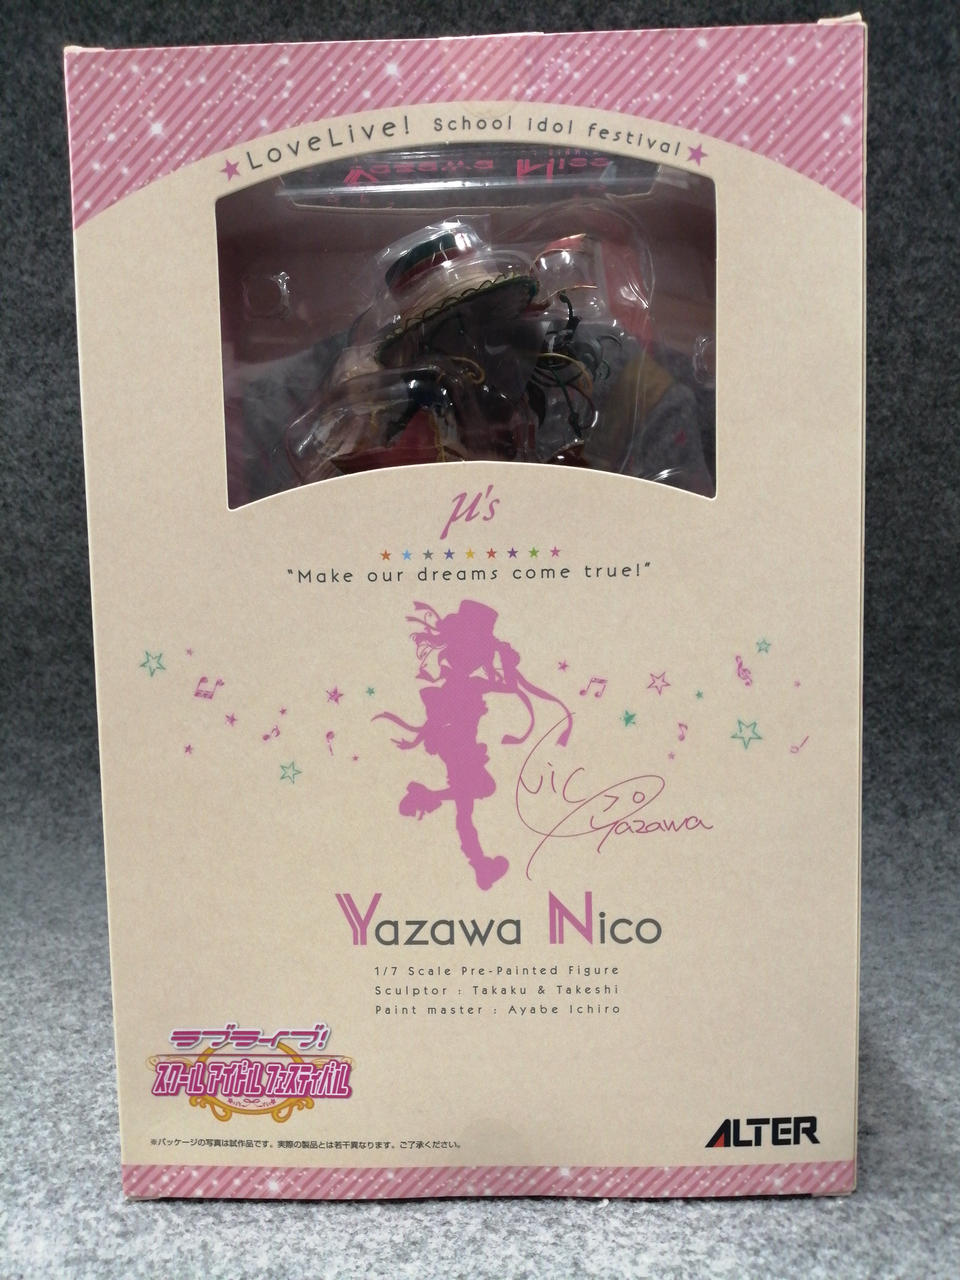 LoveLive! School idol festival
Yazawa Nico
μ's
"Make our dreams come true!"
Nico
Yazawa
Yazawa Nico
1/7 Scale Pre-Painted Figure
Sculptor : Takaku & Takeshi
Paint master : Ayabe Ichiro
ラブライブ!
スクールアイドルフェスティバル
※パッケージの写真は試作品です。実際の製品とは若干異なります。ご了承ください。
ALTER